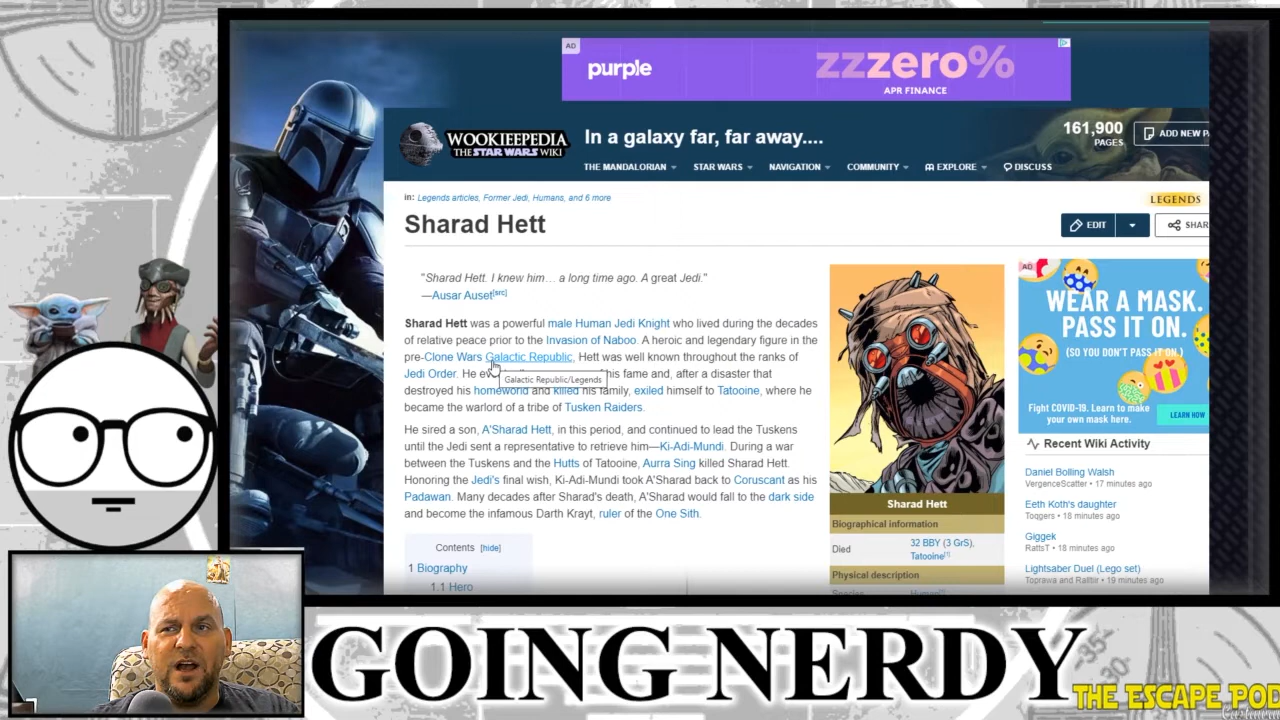 AD
purple
zzzero%
APR FINANCE
WOOKIEEPEDIA
THE STAR WARS WIKI
In a galaxy far, far away....
161,900
PAGES
ADD NEW P
THE MANDALORIAN
STAR WARS
NAVIGATION
COMMUNITY
EXPLORE
DISCUSS
in: Legends articles, Former Jedi, Humans, and 6 more
LEGENDS
Sharad Hett
EDIT
SHAR
"Sharad Hett. I knew him… a long time ago. A great Jedi."
—Ausar Auset[src]
Sharad Hett was a powerful male Human Jedi Knight who lived during the decades
of relative peace prior to the Invasion of Naboo. A heroic and legendary figure in the
pre-Clone Wars Galactic Republic, Hett was well known throughout the ranks of
Jedi Order. He his fame and, after a disaster that
Galactic Republic/Legends
destroyed his homeworld and killed his family, exiled himself to Tatooine, where he
became the warlord of a tribe of Tusken Raiders.
He sired a son, A'Sharad Hett, in this period, and continued to lead the Tuskens
until the Jedi sent a representative to retrieve him—Ki-Adi-Mundi. During a war
between the Tuskens and the Hutts of Tatooine, Aurra Sing killed Sharad Hett.
Honoring the Jedi's final wish, Ki-Adi-Mundi took A'Sharad back to Coruscant as his
Padawan. Many decades after Sharad's death, A'Sharad would fall to the dark side
and become the infamous Darth Krayt, ruler of the One Sith.
Contents [hide]
1 Biography
1.1 Hero
Sharad Hett
Biographical information
Died
32 BBY (3 GrS),
Tatooine[1]
Physical description
AD
WEAR A MASK.
PASS IT ON.
(SO YOU DON'T PASS IT ON)
Fight COVID-19. Learn to make
your own mask here.
LEARN HOW
Recent Wiki Activity
Daniel Bolling Walsh
VergenceScatter • 17 minutes ago
Eeth Koth's daughter
Toqgers • 18 minutes ago
Giggek
RattsT • 18 minutes ago
Lightsaber Duel (Lego set)
Toprawa and Ralltiir • 19 minutes ago
GOING NERDY
THE ESCAPE POD